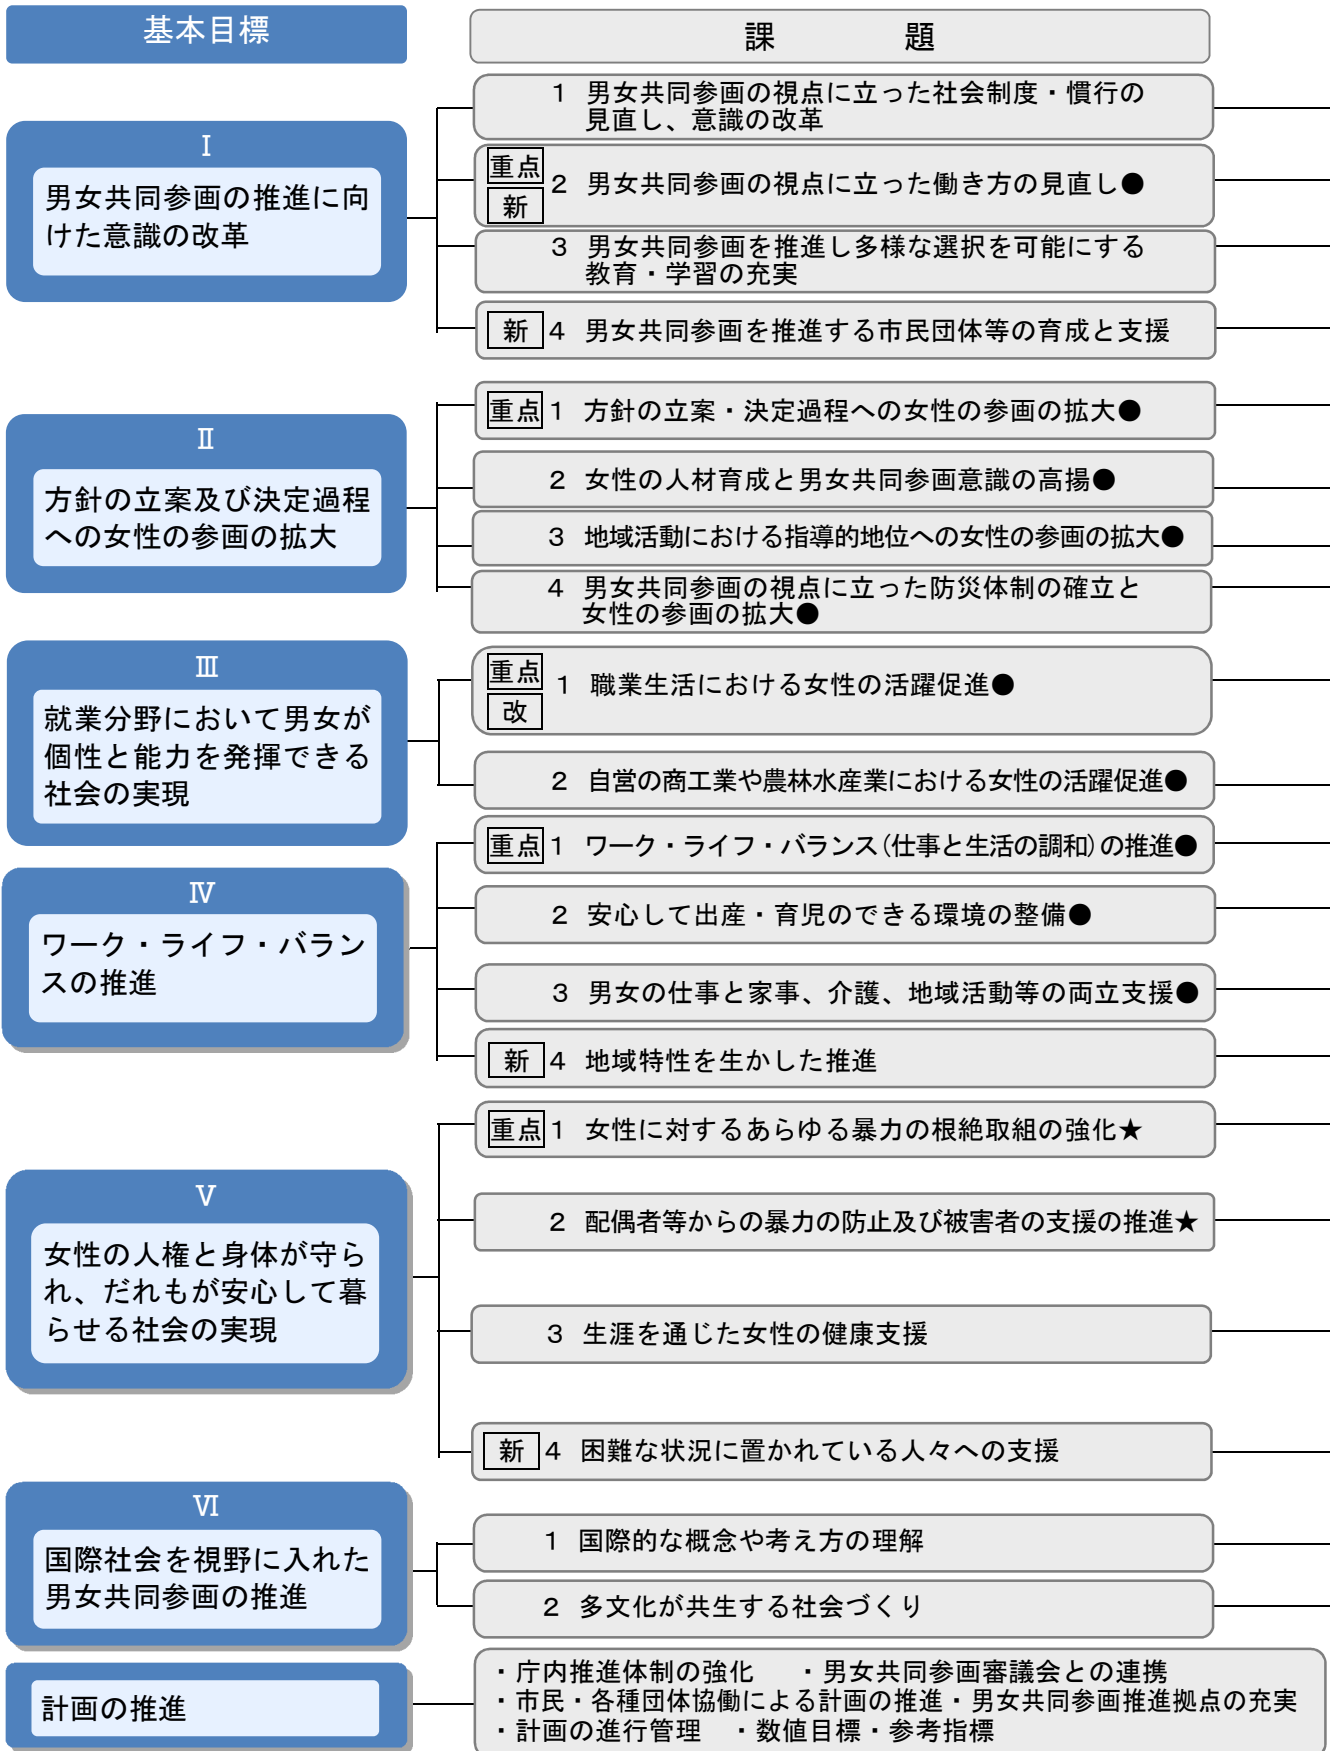 基本目標
課　　　　題
Ⅰ
男女共同参画の推進に向
けた意識の改革
1　男女共同参画の視点に立った社会制度・慣行の
見直し、意識の改革
重点
新
2　男女共同参画の視点に立った働き方の見直し●
3　男女共同参画を推進し多様な選択を可能にする
教育・学習の充実
新 4　男女共同参画を推進する市民団体等の育成と支援
Ⅱ
方針の立案及び決定過程
への女性の参画の拡大
重点 1　方針の立案・決定過程への女性の参画の拡大●
2　女性の人材育成と男女共同参画意識の高揚●
3　地域活動における指導的地位への女性の参画の拡大●
4　男女共同参画の視点に立った防災体制の確立と
女性の参画の拡大●
Ⅲ
就業分野において男女が
個性と能力を発揮できる
社会の実現
重点
改
1　職業生活における女性の活躍促進●
2　自営の商工業や農林水産業における女性の活躍促進●
Ⅳ
ワーク・ライフ・バラン
スの推進
重点 1　ワーク・ライフ・バランス(仕事と生活の調和)の推進●
2　安心して出産・育児のできる環境の整備●
3　男女の仕事と家事、介護、地域活動等の両立支援●
新 4　地域特性を生かした推進
Ⅴ
女性の人権と身体が守ら
れ、だれもが安心して暮
らせる社会の実現
重点 1　女性に対するあらゆる暴力の根絶取組の強化★
2　配偶者等からの暴力の防止及び被害者の支援の推進★
3　生涯を通じた女性の健康支援
新 4　困難な状況に置かれている人々への支援
Ⅵ
国際社会を視野に入れた
男女共同参画の推進
1　国際的な概念や考え方の理解
2　多文化が共生する社会づくり
計画の推進
・庁内推進体制の強化　・男女共同参画審議会との連携
・市民・各種団体協働による計画の推進・男女共同参画推進拠点の充実
・計画の進行管理　・数値目標・参考指標